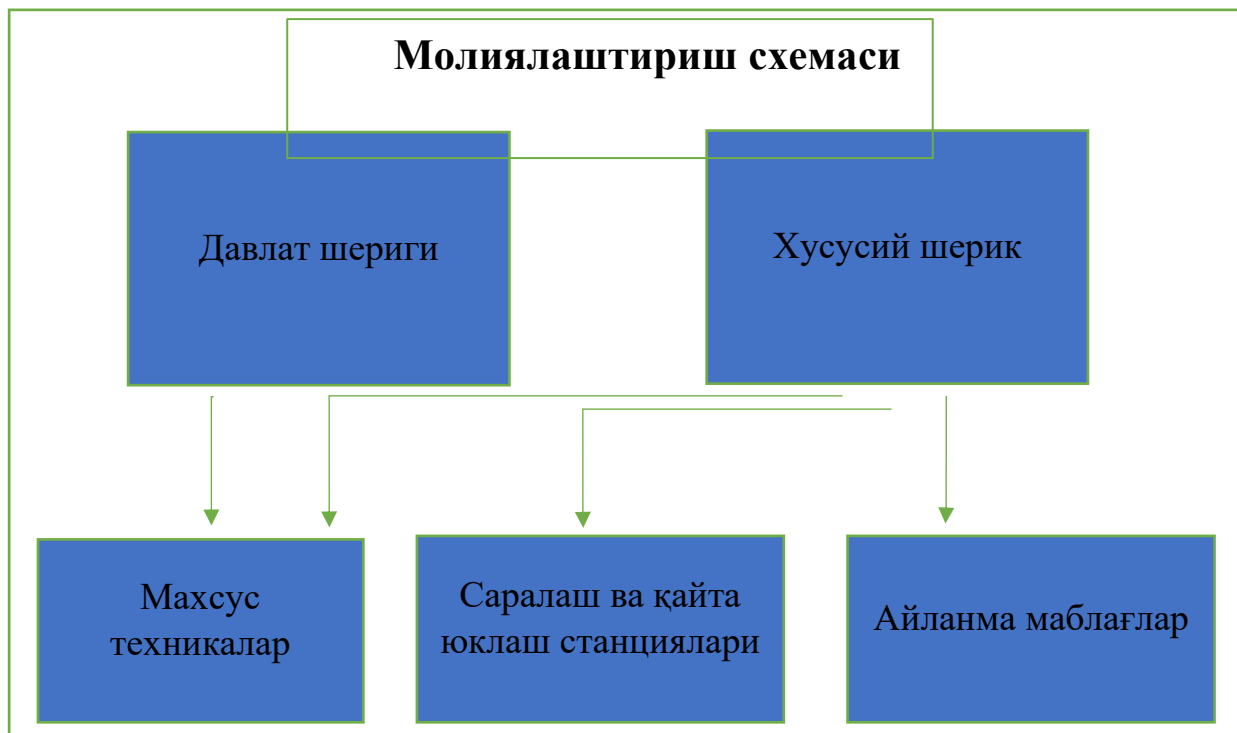 Молиялаштириш схемаси
Давлат шериги
Хусусий шерик
Махсус
техникалар
Саралаш ва қайта
юклаш станциялари
Айланма маблағлар